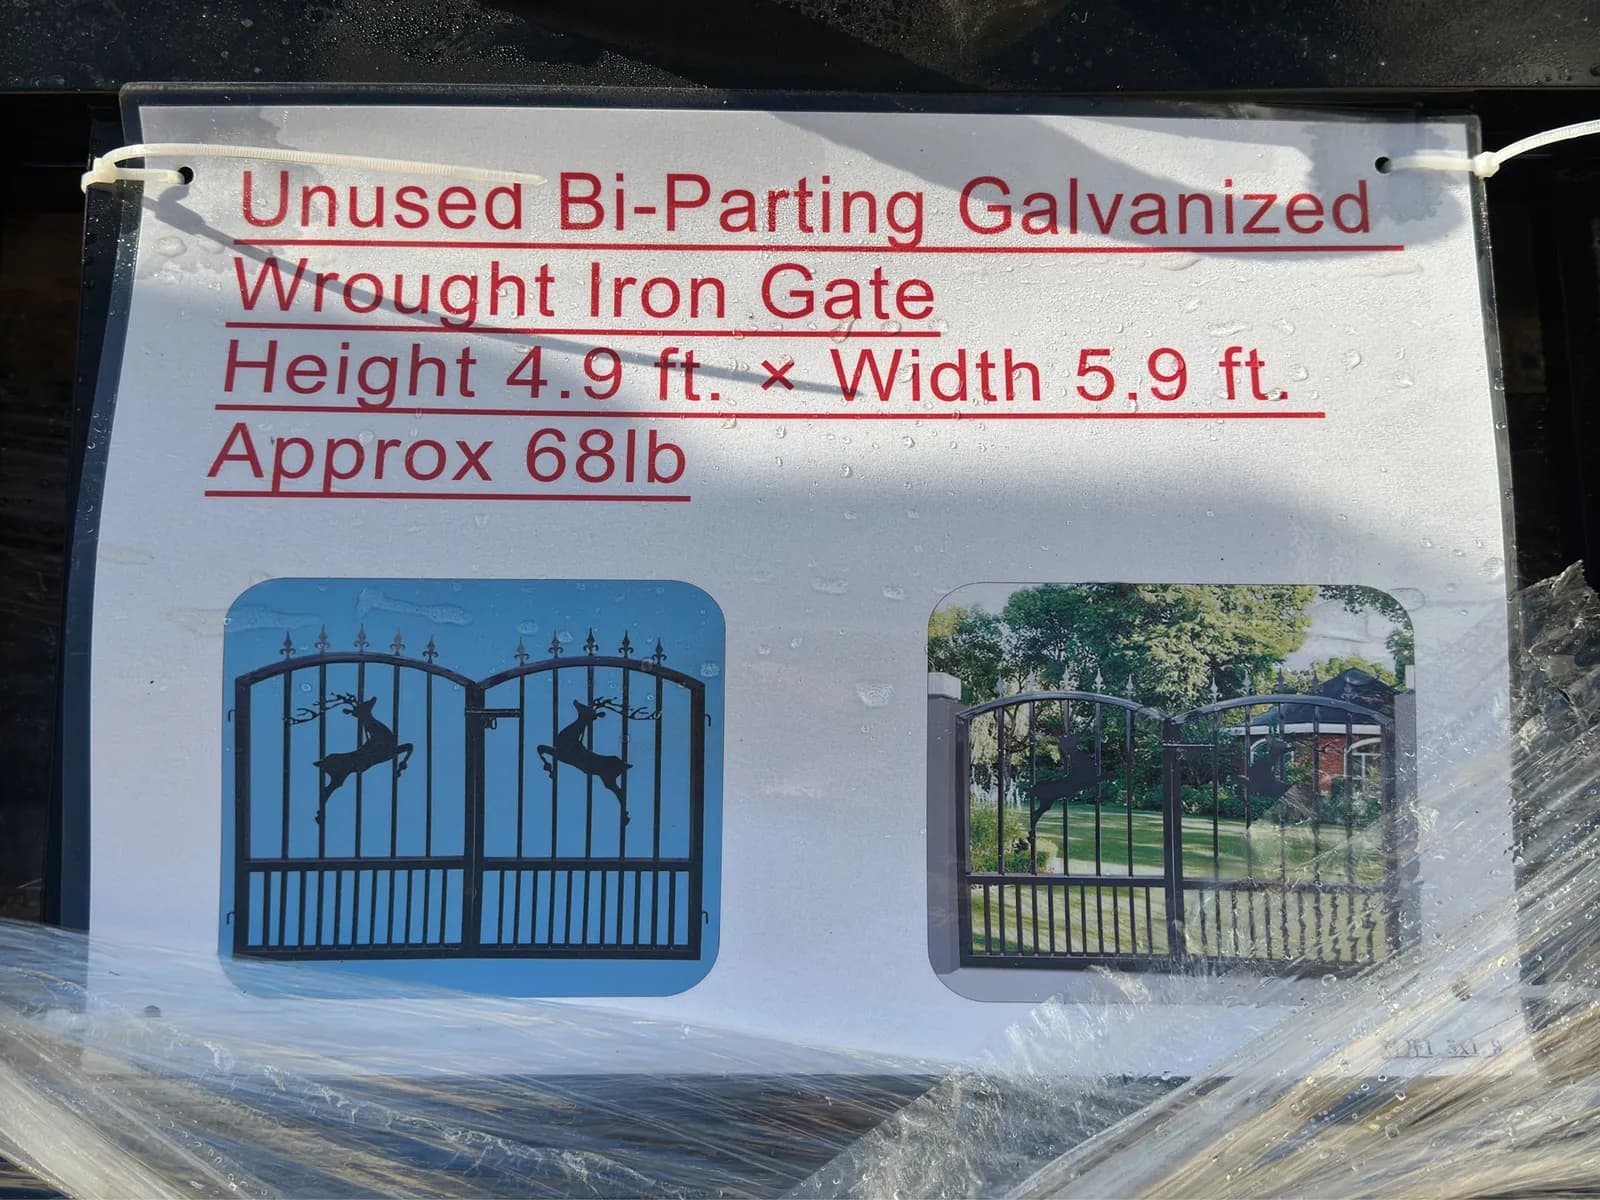 Unused Bi-Parting Galvanized
Wrought Iron Gate
Height 4.9 ft. × Width 5.9 ft.
Approx 68lb